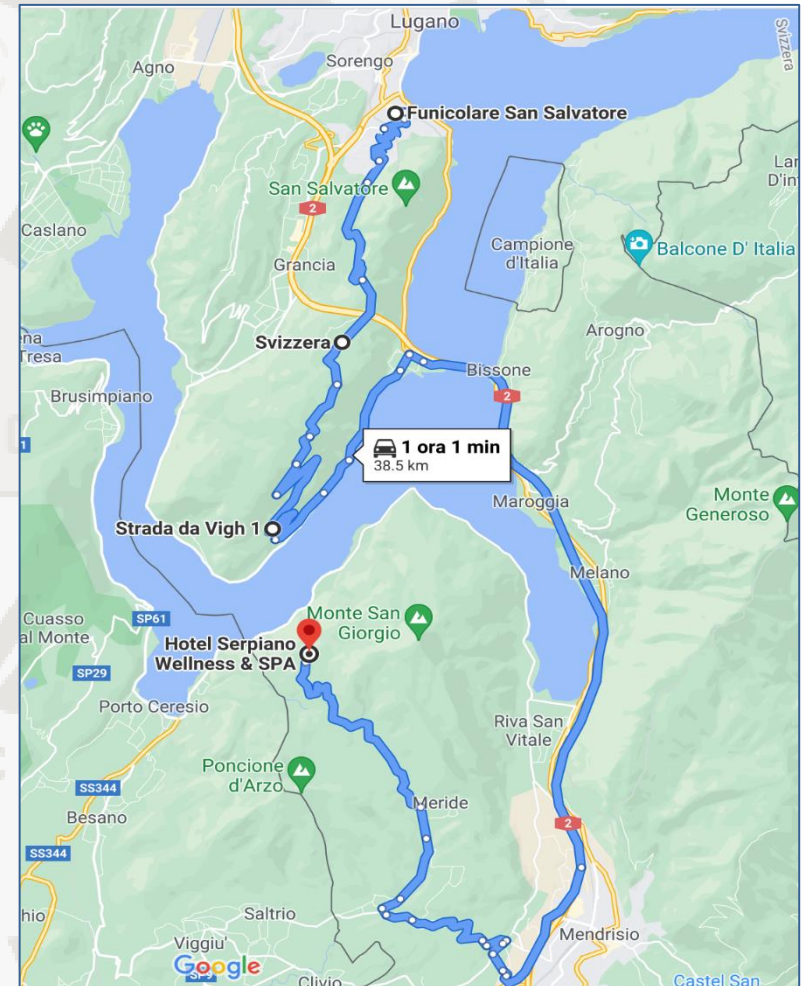 Lugano
Sorengo
Agno
Svizzera
Funicolare San Salvatore
San Salvatore
2
Caslano
Campione
d'Italia
Balcone D' Italia
Grancia
Svizzera
Arogno
Tresa
Bissone
Brusimpiano
2
1 ora 1 min
38.5 km
Maroggia
Monte
Generoso
Strada da Vigh 1
Melano
Cuasso
al Monte
SP61
Monte San
Giorgio
Hotel Serpiano
Wellness & SPA
SP29
Porto Ceresio
Riva San
Vitale
Poncione
d'Arzo
SS344
Besano
Meride
2
SS344
Saltrio
Mendrisio
Viggiu'
Google
Clivio
Castel San